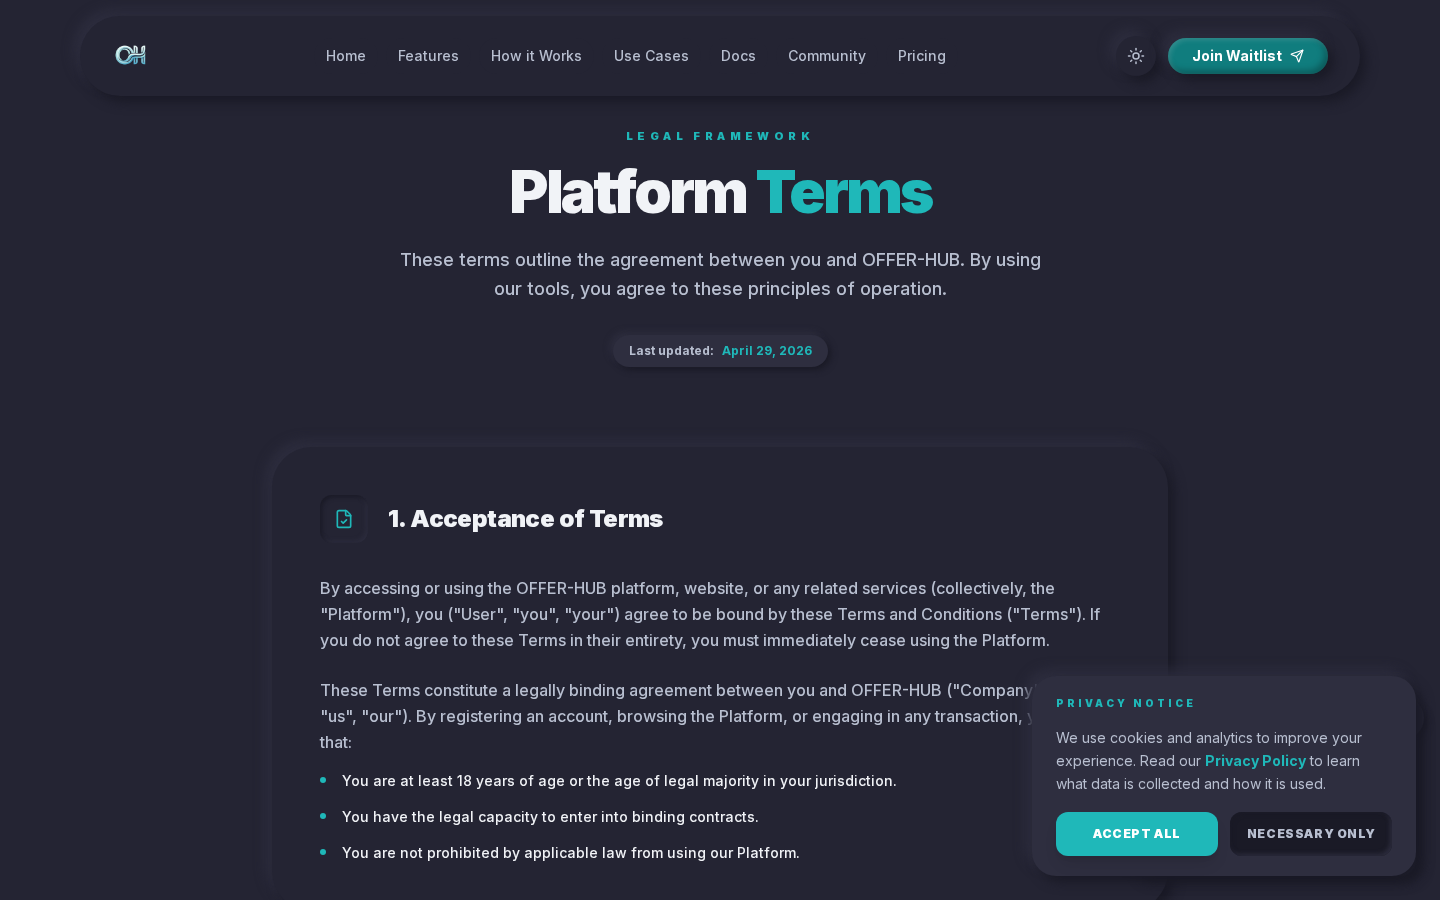 OH
Home
Features
How it Works
Use Cases
Docs
Community
Pricing
Join Waitlist
LEGAL FRAMEWORK
Platform Terms
These terms outline the agreement between you and OFFER-HUB. By using
our tools, you agree to these principles of operation.
Last updated: April 29, 2026
1. Acceptance of Terms
By accessing or using the OFFER-HUB platform, website, or any related services (collectively, the
"Platform"), you ("User", "you", "your") agree to be bound by these Terms and Conditions ("Terms"). If
you do not agree to these Terms in their entirety, you must immediately cease using the Platform.
These Terms constitute a legally binding agreement between you and OFFER-HUB ("Company
"us", "our"). By registering an account, browsing the Platform, or engaging in any transaction,
that:
You are at least 18 years of age or the age of legal majority in your jurisdiction.
You have the legal capacity to enter into binding contracts.
You are not prohibited by applicable law from using our Platform.
PRIVACY NOTICE
We use cookies and analytics to improve your
experience. Read our Privacy Policy to learn
what data is collected and how it is used.
ACCEPT ALL
NECESSARY ONLY